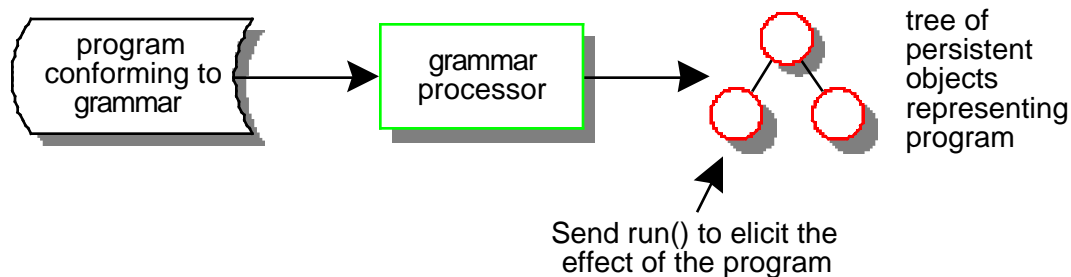 program
conforming to
grammar
grammar
processor
tree of
persistent
objects
representing
program
Send run() to elicit the
effect of the program